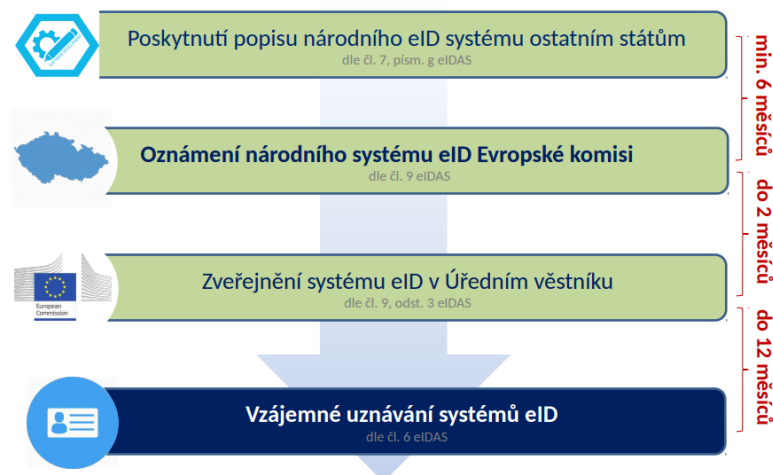 Poskytnutí popisu národního eID systému ostatním státům
dle čl. 7, písm. g eIDAS
min. 6 měsíců
Oznámení národního systému eID Evropské komisi
dle čl. 9 eIDAS
do 2 měsíců
Zveřejnění systému eID v Úředním věstníku
dle čl. 9, odst. 3 eIDAS
European
Commission
do 12 měsíců
Vzájemné uznávání systémů eID
dle čl. 6 eIDAS